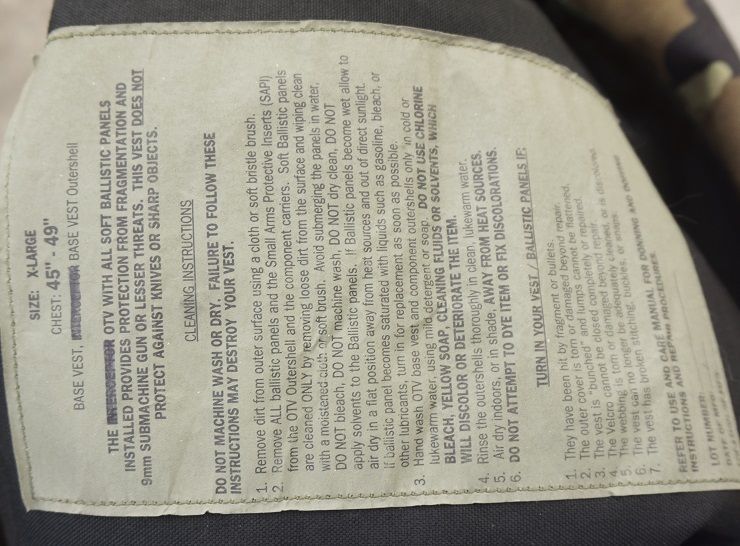 SIZE: X-LARGE
CHEST: 45" - 49"
BASE VEST, INTERCEPTOR BASE VEST Outershell
THE INTERCEPTOR OTV WITH ALL SOFT BALLISTIC PANELS
INSTALLED PROVIDES PROTECTION FROM FRAGMENTATION AND
9mm SUBMACHINE GUN OR LESSER THREATS. THIS VEST DOES NOT
PROTECT AGAINST KNIVES OR SHARP OBJECTS.
CLEANING INSTRUCTIONS
DO NOT MACHINE WASH OR DRY. FAILURE TO FOLLOW THESE
INSTRUCTIONS MAY DESTROY YOUR VEST.
1. Remove dirt from outer surface using a cloth or soft bristle brush.
2. Remove ALL ballistic panels and the Small Arms Protective Inserts (SAPI)
from the OTV Outershell and the component carriers. Soft Ballistic panels
are cleaned ONLY by removing loose dirt from the surface and wiping clean
with a moistened cloth or soft brush. Avoid submerging the panels in water,
DO NOT bleach, DO NOT machine wash, DO NOT dry clean, DO NOT
apply solvents to the Ballistic panels. If Ballistic panels become wet allow to
air dry in a flat position away from heat sources and out of direct sunlight.
If ballistic panel becomes saturated with liquids such as gasoline, bleach, or
other lubricants, turn in for replacement as soon as possible.
3. Hand wash OTV base vest and component outershells only in cold or
lukewarm water, using mild detergent or soap. DO NOT USE CHLORINE
BLEACH, YELLOW SOAP, CLEANING FLUIDS OR SOLVENTS, WHICH
WILL DISCOLOR OR DETERIORATE THE ITEM.
4. Rinse the outershells thoroughly in clean, lukewarm water.
5. Air dry indoors, or in shade, AWAY FROM HEAT SOURCES.
6. DO NOT ATTEMPT TO DYE ITEM OR FIX DISCOLORATIONS.
TURN IN YOUR VEST / BALLISTIC PANELS IF:
1. They have been hit by fragment or bullets.
2. The outer cover is torn or damaged beyond repair.
3. The vest is "bunched" and lumps cannot be flattened.
4. The Velcro cannot be closed completely or repaired.
5. The webbing is torn or damaged beyond repair.
6. The vest can no longer be adequately cleaned, or is discolored
7. The vest has broken stitching, buckles, or snaps.
REFER TO USE AND CARE MANUAL FOR DONNING AND DOFFING
INSTRUCTIONS AND REPAIR PROCEDURES.
LOT NUMBER:
DATE OF